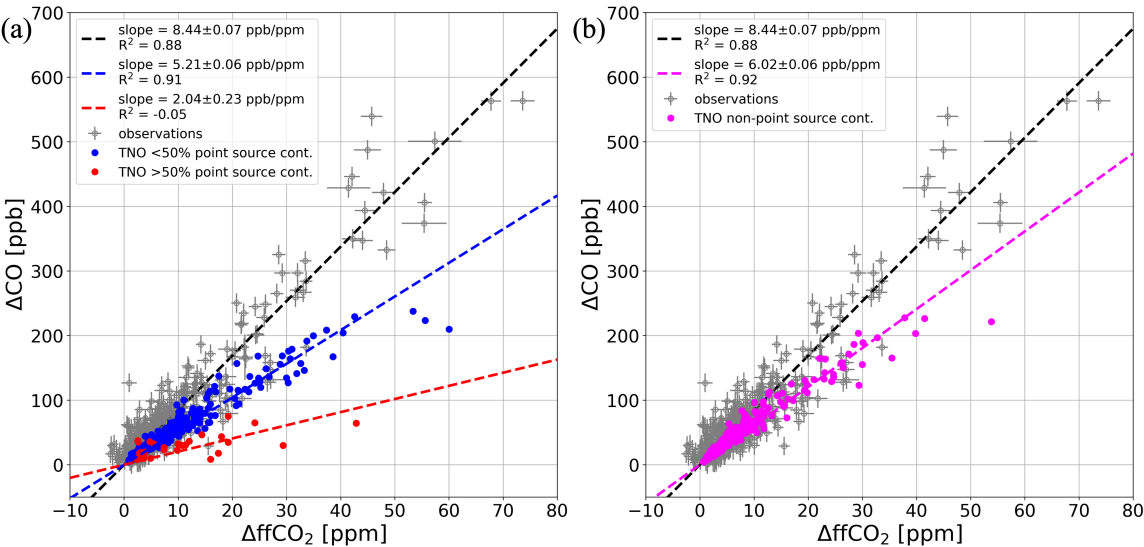 (a)
700
600
500
400
300
200
100
0
ΔCO [ppb]
slope = 8.44±0.07 ppb/ppm
R² = 0.88
slope = 5.21±0.06 ppb/ppm
R² = 0.91
slope = 2.04±0.23 ppb/ppm
R² = -0.05
observations
TNO <50% point source cont.
TNO >50% point source cont.
−10 0 10 20 30 40 50 60 70 80
ΔffCO₂ [ppm]
(b)
700
600
500
400
300
200
100
0
ΔCO [ppb]
slope = 8.44±0.07 ppb/ppm
R² = 0.88
slope = 6.02±0.06 ppb/ppm
R² = 0.92
observations
TNO non-point source cont.
−10 0 10 20 30 40 50 60 70 80
ΔffCO₂ [ppm]